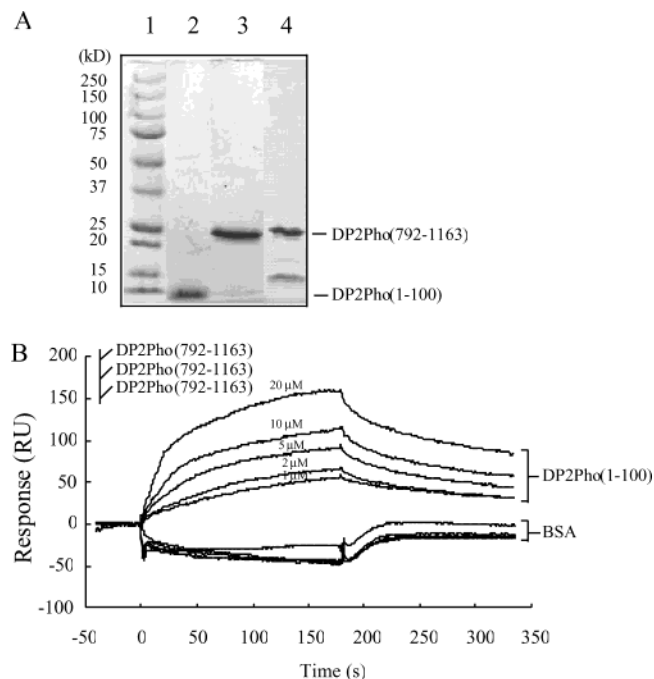 A
1 2 3 4
(kD)
250
150
100
75
50
37
25
20
15
10
DP2Pho(792-1163)
DP2Pho(1-100)
B
Response (RU)
200
150
100
50
0
-50
-100
DP2Pho(792-1163)
DP2Pho(792-1163)
DP2Pho(792-1163)
20 μM
10 μM
5 μM
2 μM
1 μM
DP2Pho(1-100)
BSA
-50 0 50 100 150 200 250 300 350
Time (s)